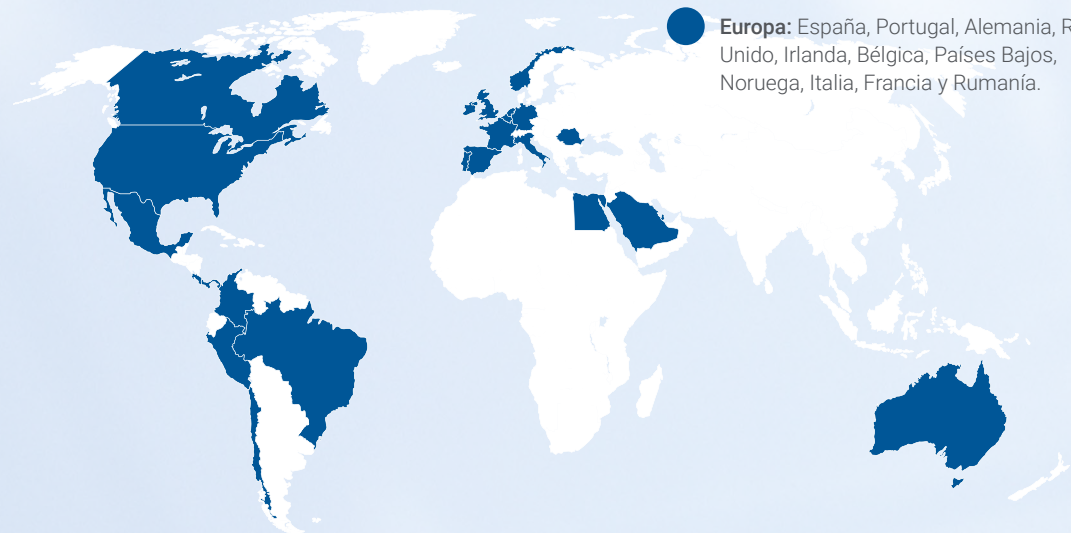 Europa: España, Portugal, Alemania, R
Unido, Irlanda, Bélgica, Países Bajos,
Noruega, Italia, Francia y Rumanía.